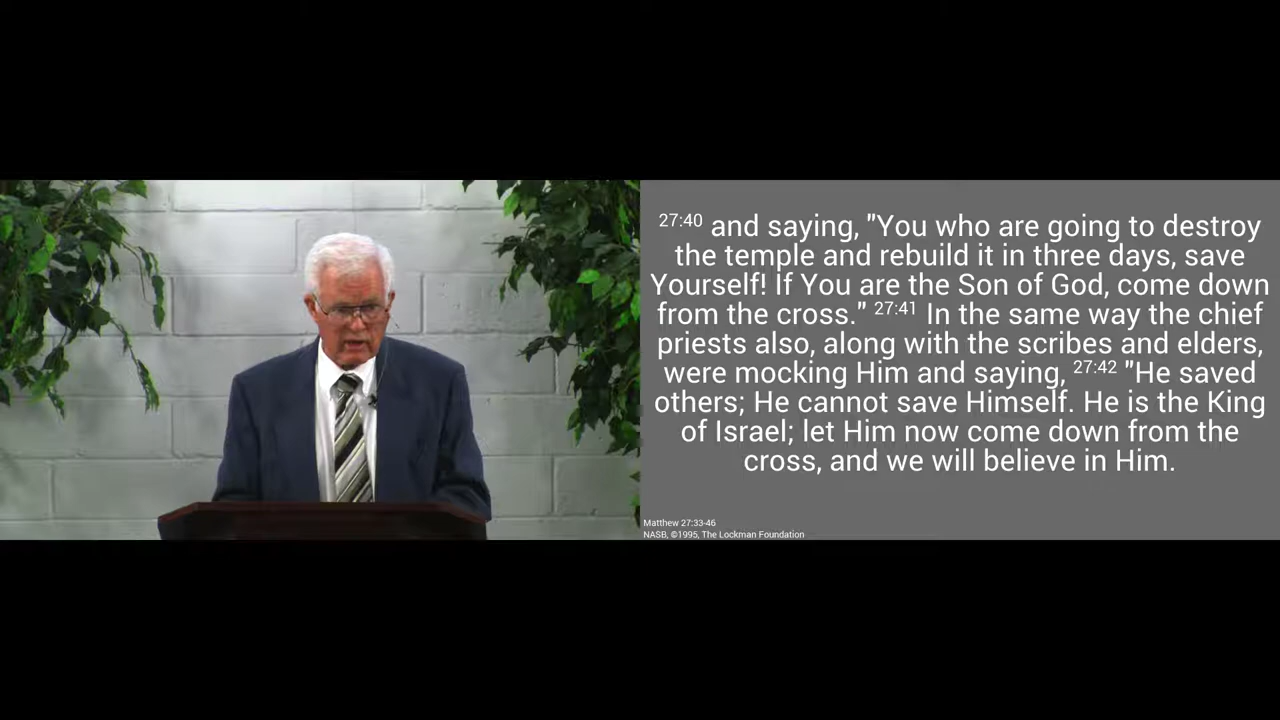 27:40 and saying, "You who are going to destroy
the temple and rebuild it in three days, save
Yourself! If You are the Son of God, come down
from the cross." 27:41 In the same way the chief
priests also, along with the scribes and elders,
were mocking Him and saying, 27:42 "He saved
others; He cannot save Himself. He is the King
of Israel; let Him now come down from the
cross, and we will believe in Him.
Matthew 27:33-46
NASB, ©1995, The Lockman Foundation